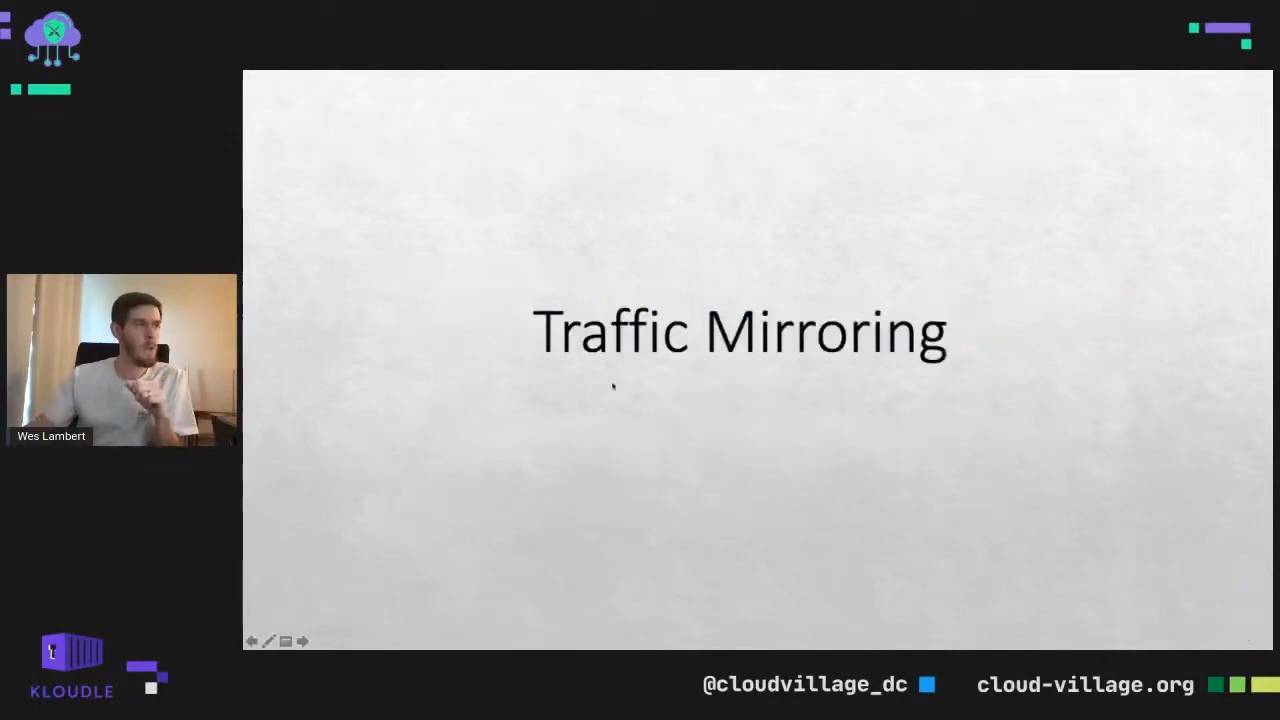 Traffic Mirroring
Wes Lambert
KLOUDLE
@cloudvillage_dc
cloud-village.org